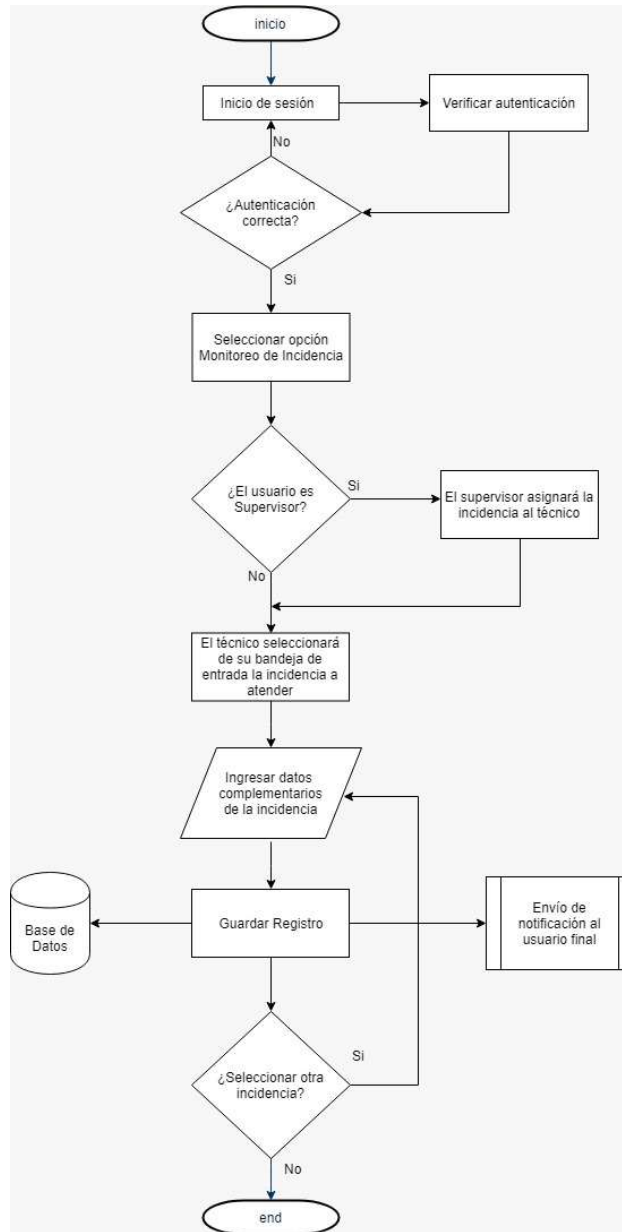 inicio
Inicio de sesión
Verificar autenticación
No
¿Autenticación
correcta?
Si
Seleccionar opción
Monitoreo de Incidencia
¿El usuario es
Supervisor?
Si
El supervisor asignará la
incidencia al técnico
No
El técnico seleccionará
de su bandeja de
entrada la incidencia a
atender
Ingresar datos
complementarios
de la incidencia
Base de
Datos
Guardar Registro
Envío de
notificación al
usuario final
¿Seleccionar otra
incidencia?
Si
No
end